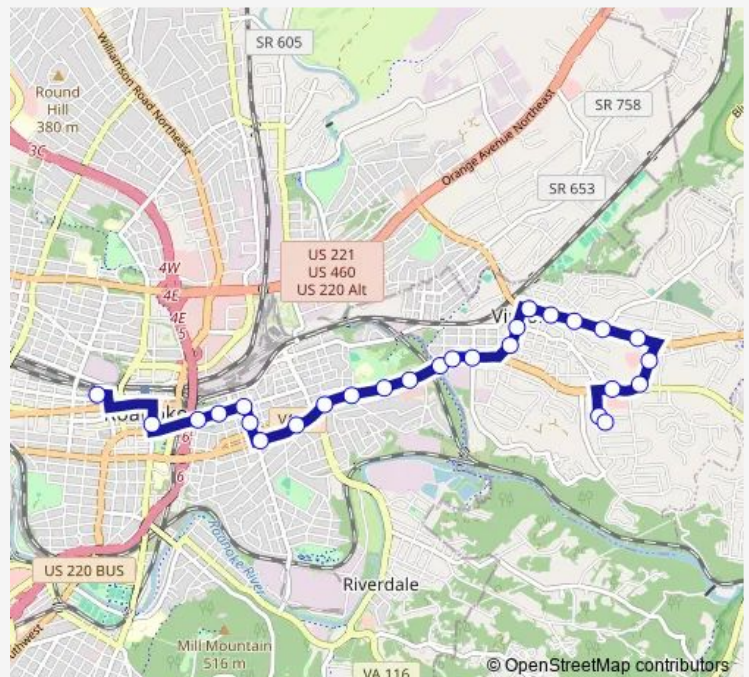 SR 605
Williamson Road Northeast
Round
Hill
380 m
SR 758
3C
Orange Avenue Northeast
SR 653
4W
4E
US 221
US 460
US 220 Alt
4E
5
6
6
US 220 BUS
Roanoke River
Riverdale
Mill Mountain
516 m
VA 116
© OpenStreetMap contributors